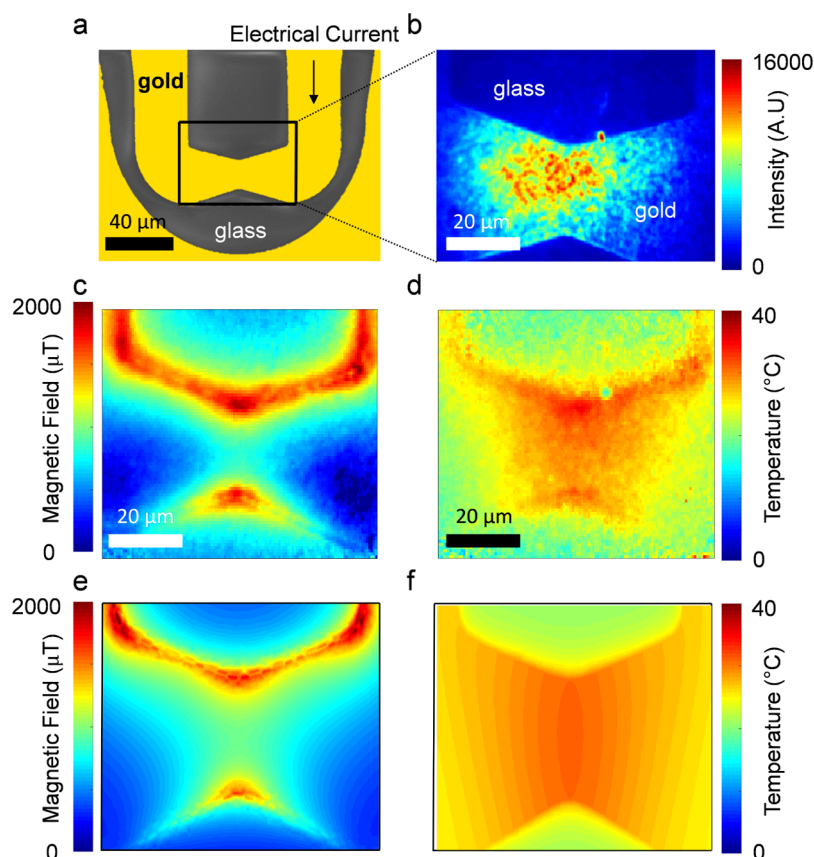 a
Electrical Current
gold
glass
40 μm
b
glass
gold
20 μm
16000
Intensity (A.U)
0
c
2000
Magnetic Field (μT)
0
20 μm
d
20 μm
40
Temperature (°C)
0
e
2000
Magnetic Field (μT)
0
f
40
Temperature (°C)
0